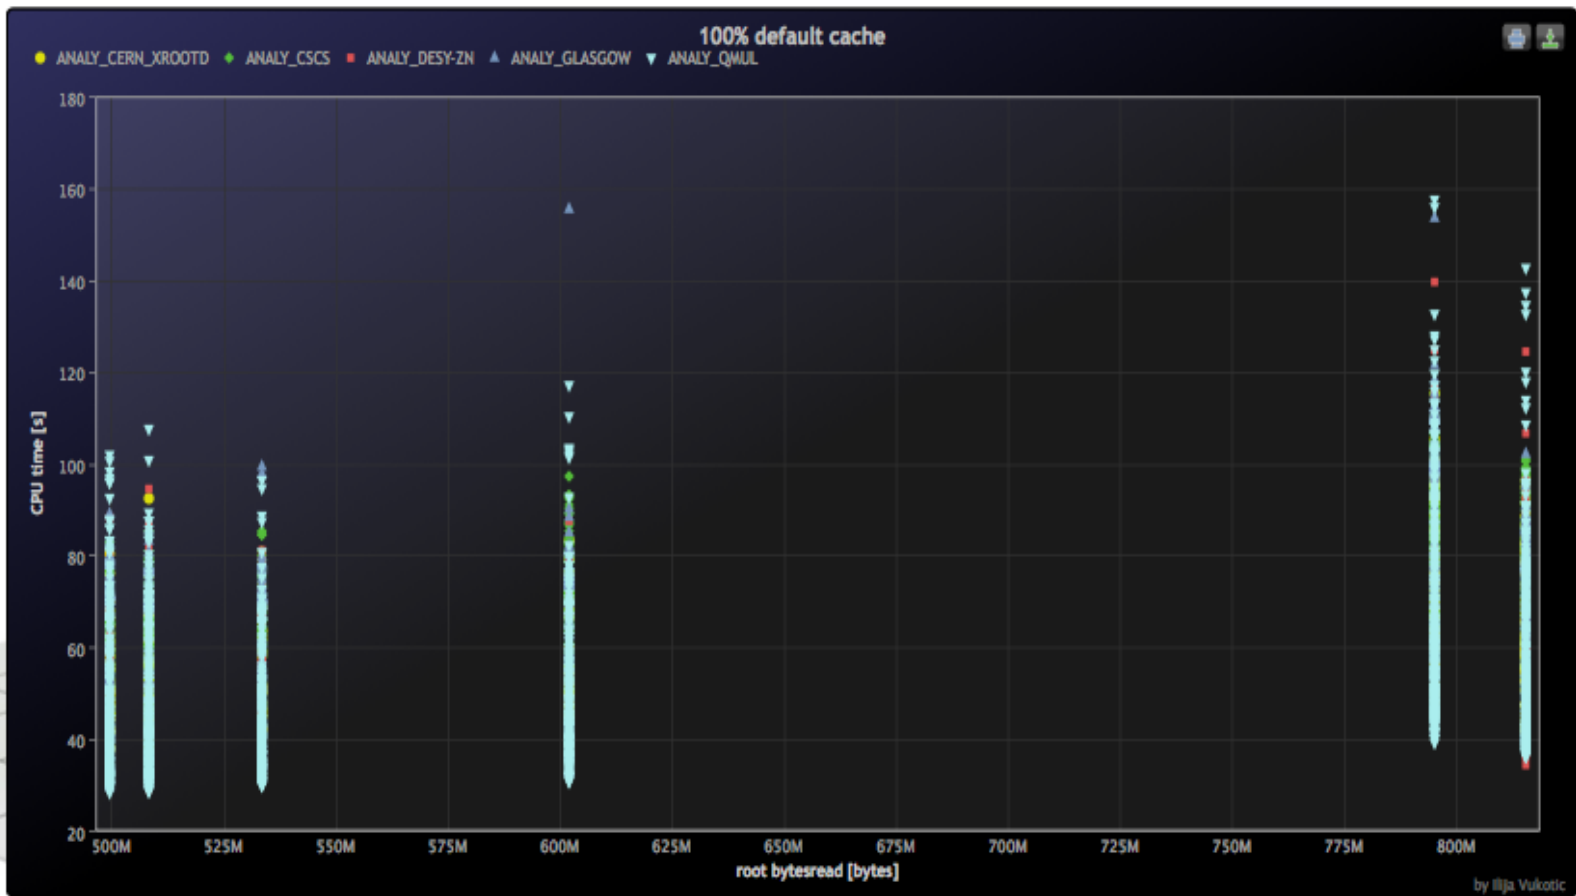 100% default cache
ANALY_CERN_XROOTD ANALY_CSCS ANALY_DESY-ZN ANALY_GLASGOW ANALY_QMUL
180
160
140
120
100
80
60
40
20
CPU time [s]
500M 525M 550M 575M 600M 625M 650M 675M 700M 725M 750M 775M 800M
root bytesread [bytes]
by Ilija Vukotic